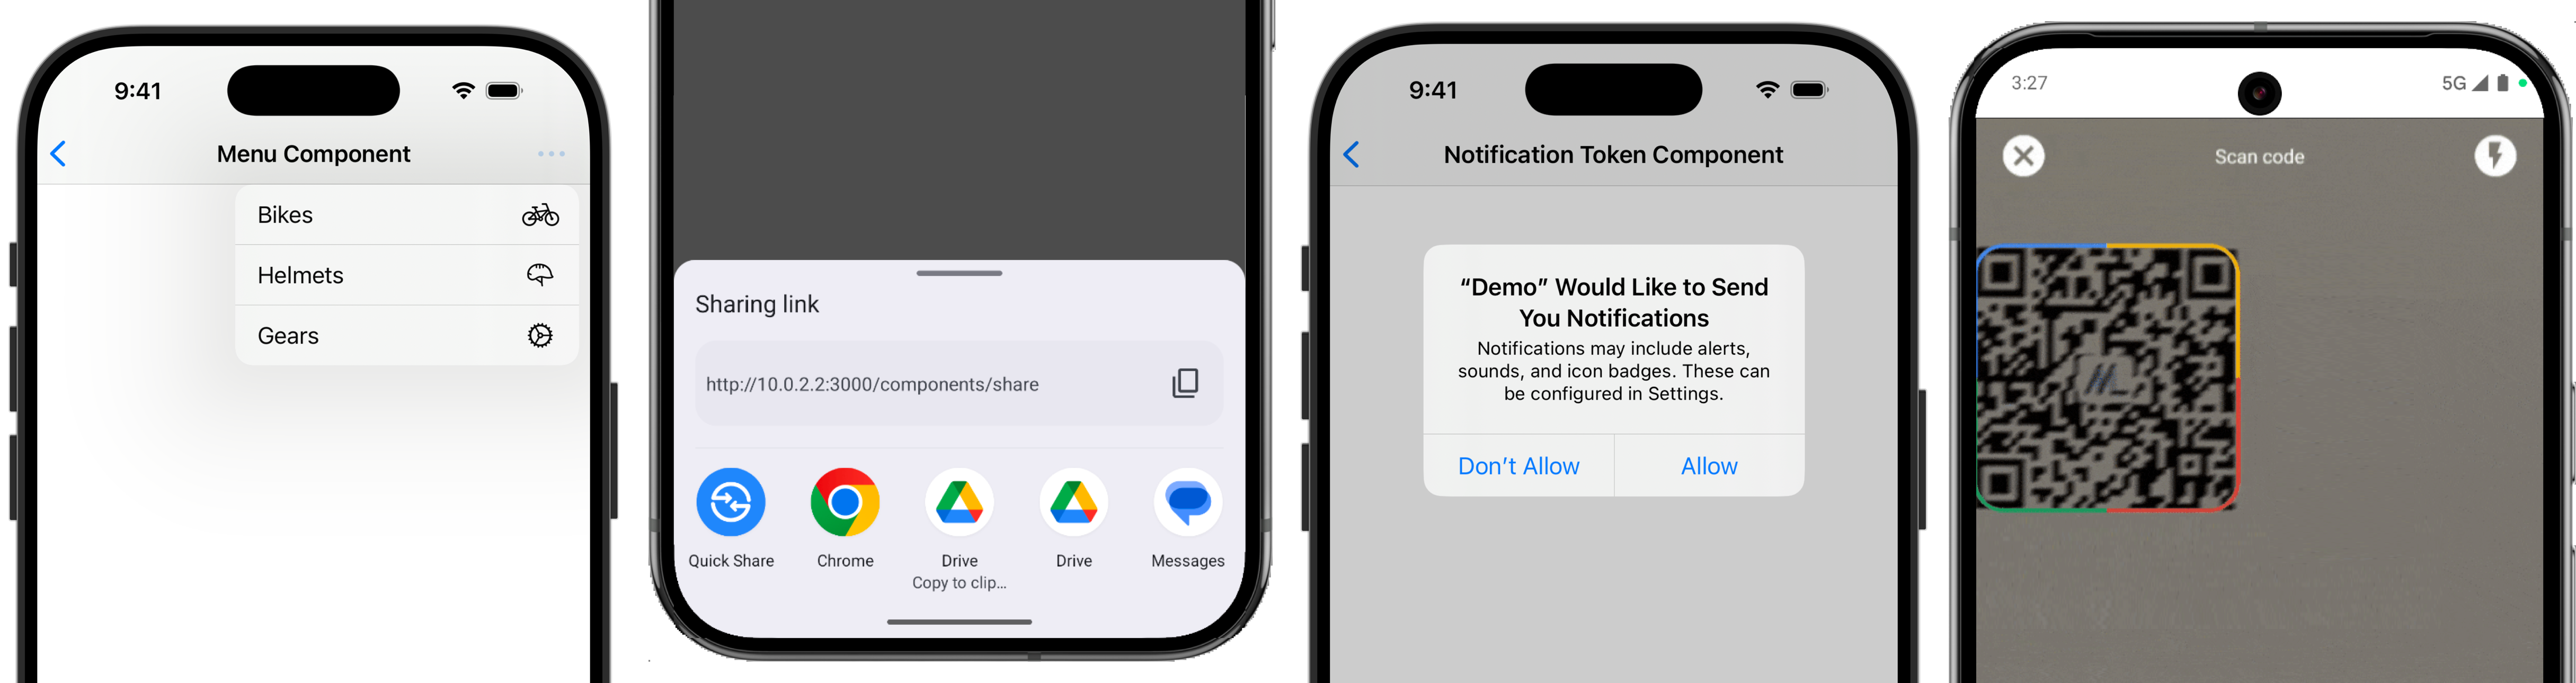 9:41
Menu Component
Bikes
Helmets
Gears
Sharing link
http://10.0.2.2:3000/components/share
Quick Share
Chrome
Drive
Copy to clip...
Drive
Messages
9:41
Notification Token Component
“Demo” Would Like to Send
You Notifications
Notifications may include alerts,
sounds, and icon badges. These can
be configured in Settings.
Don’t Allow
Allow
3:27
5G
Scan code